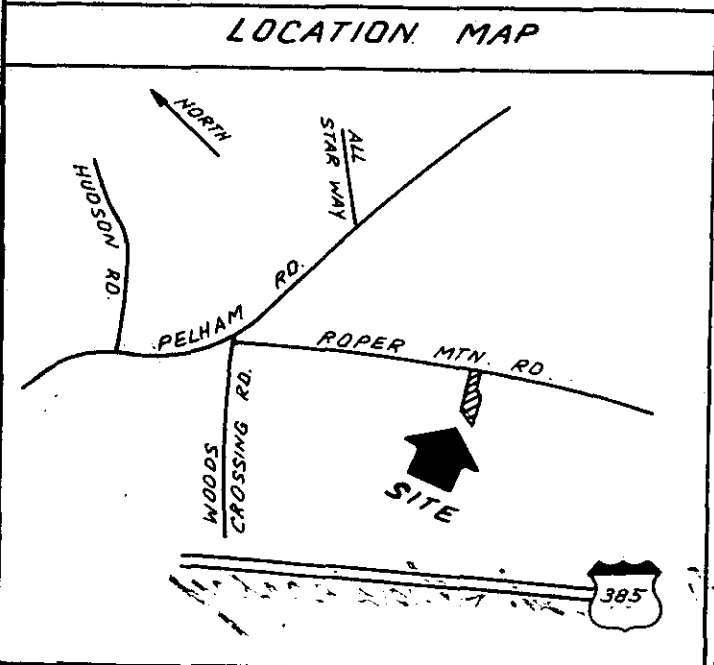 LOCATION MAP
NORTH
ALL
STAR WAY
HUDSON RD.
PELHAM RD.
ROPER MTN. RD.
WOODS
CROSSING RD.
SITE
385